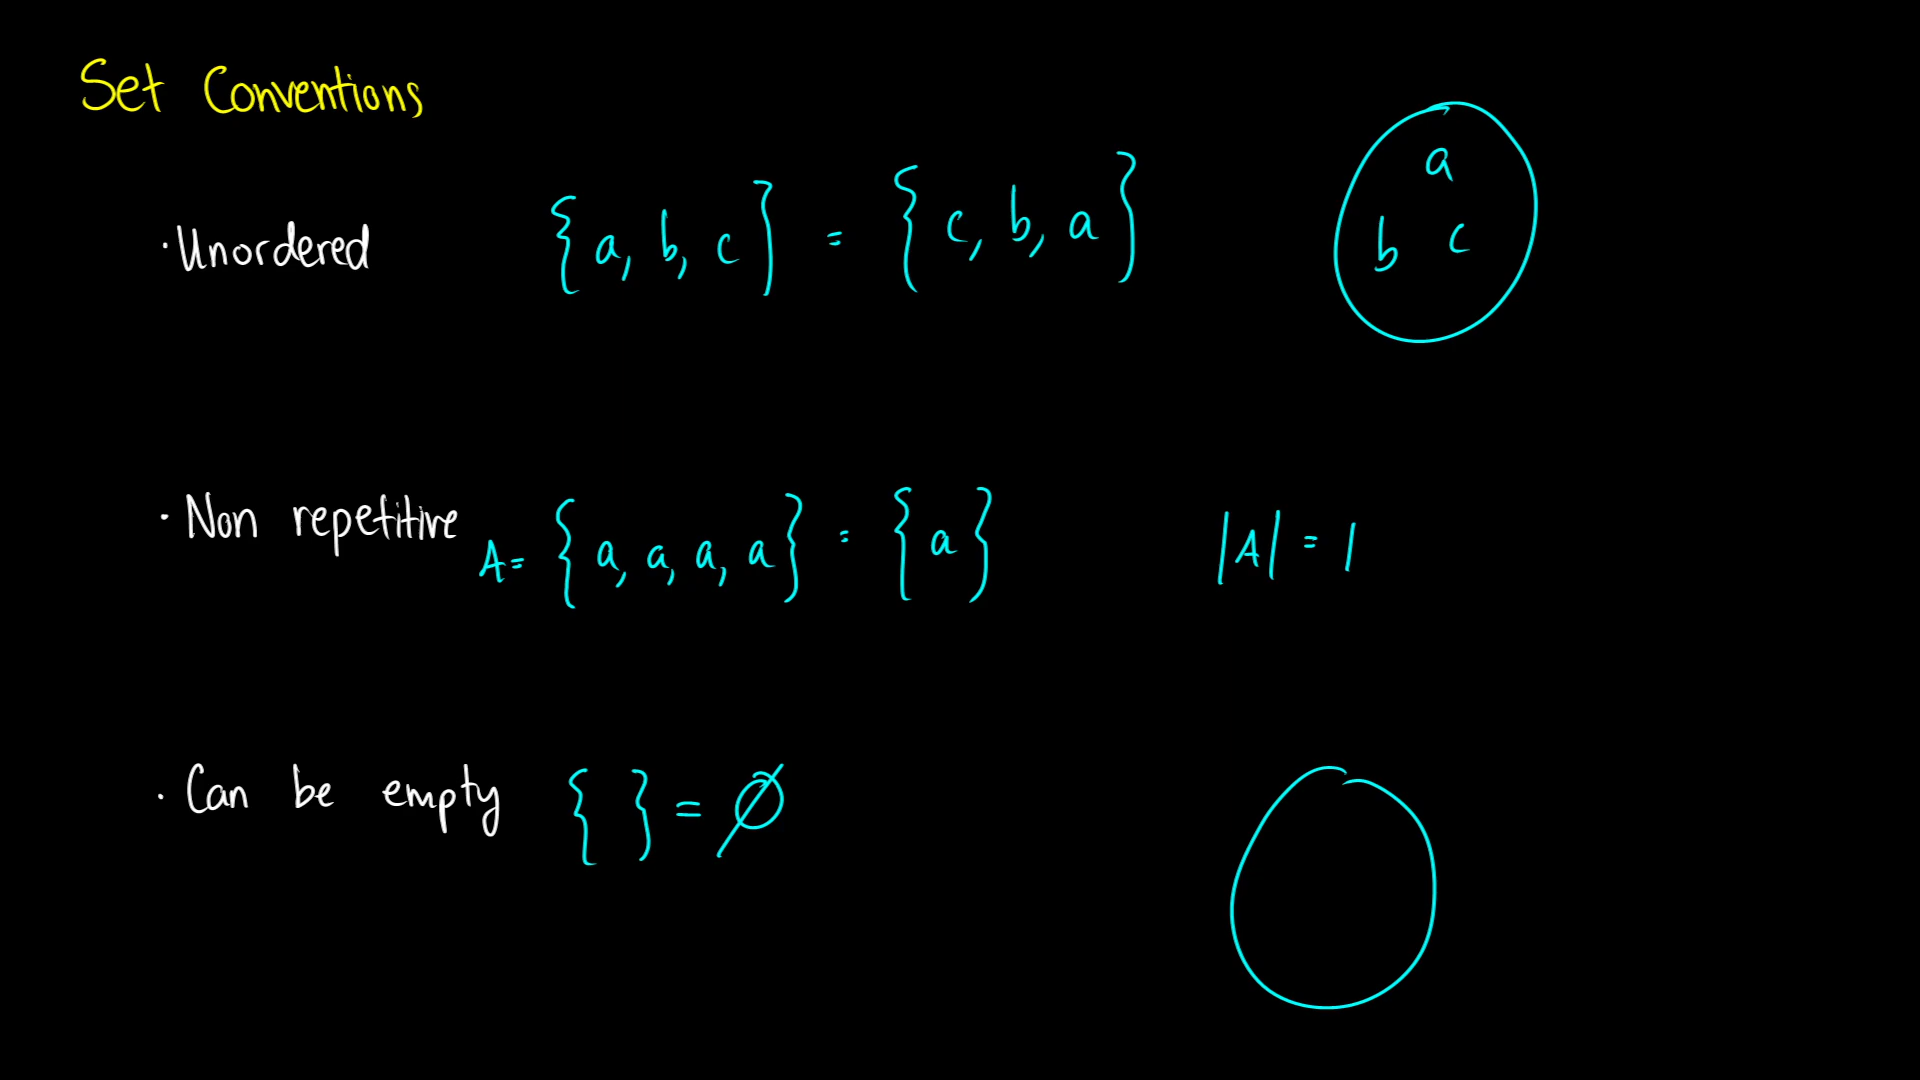 Set Conventions
a
· Unordered {a, b, c} = {c, b, a}
b c
· Non repetitive A= {a, a, a, a} = {a} |A| = 1
· Can be empty { } = ∅